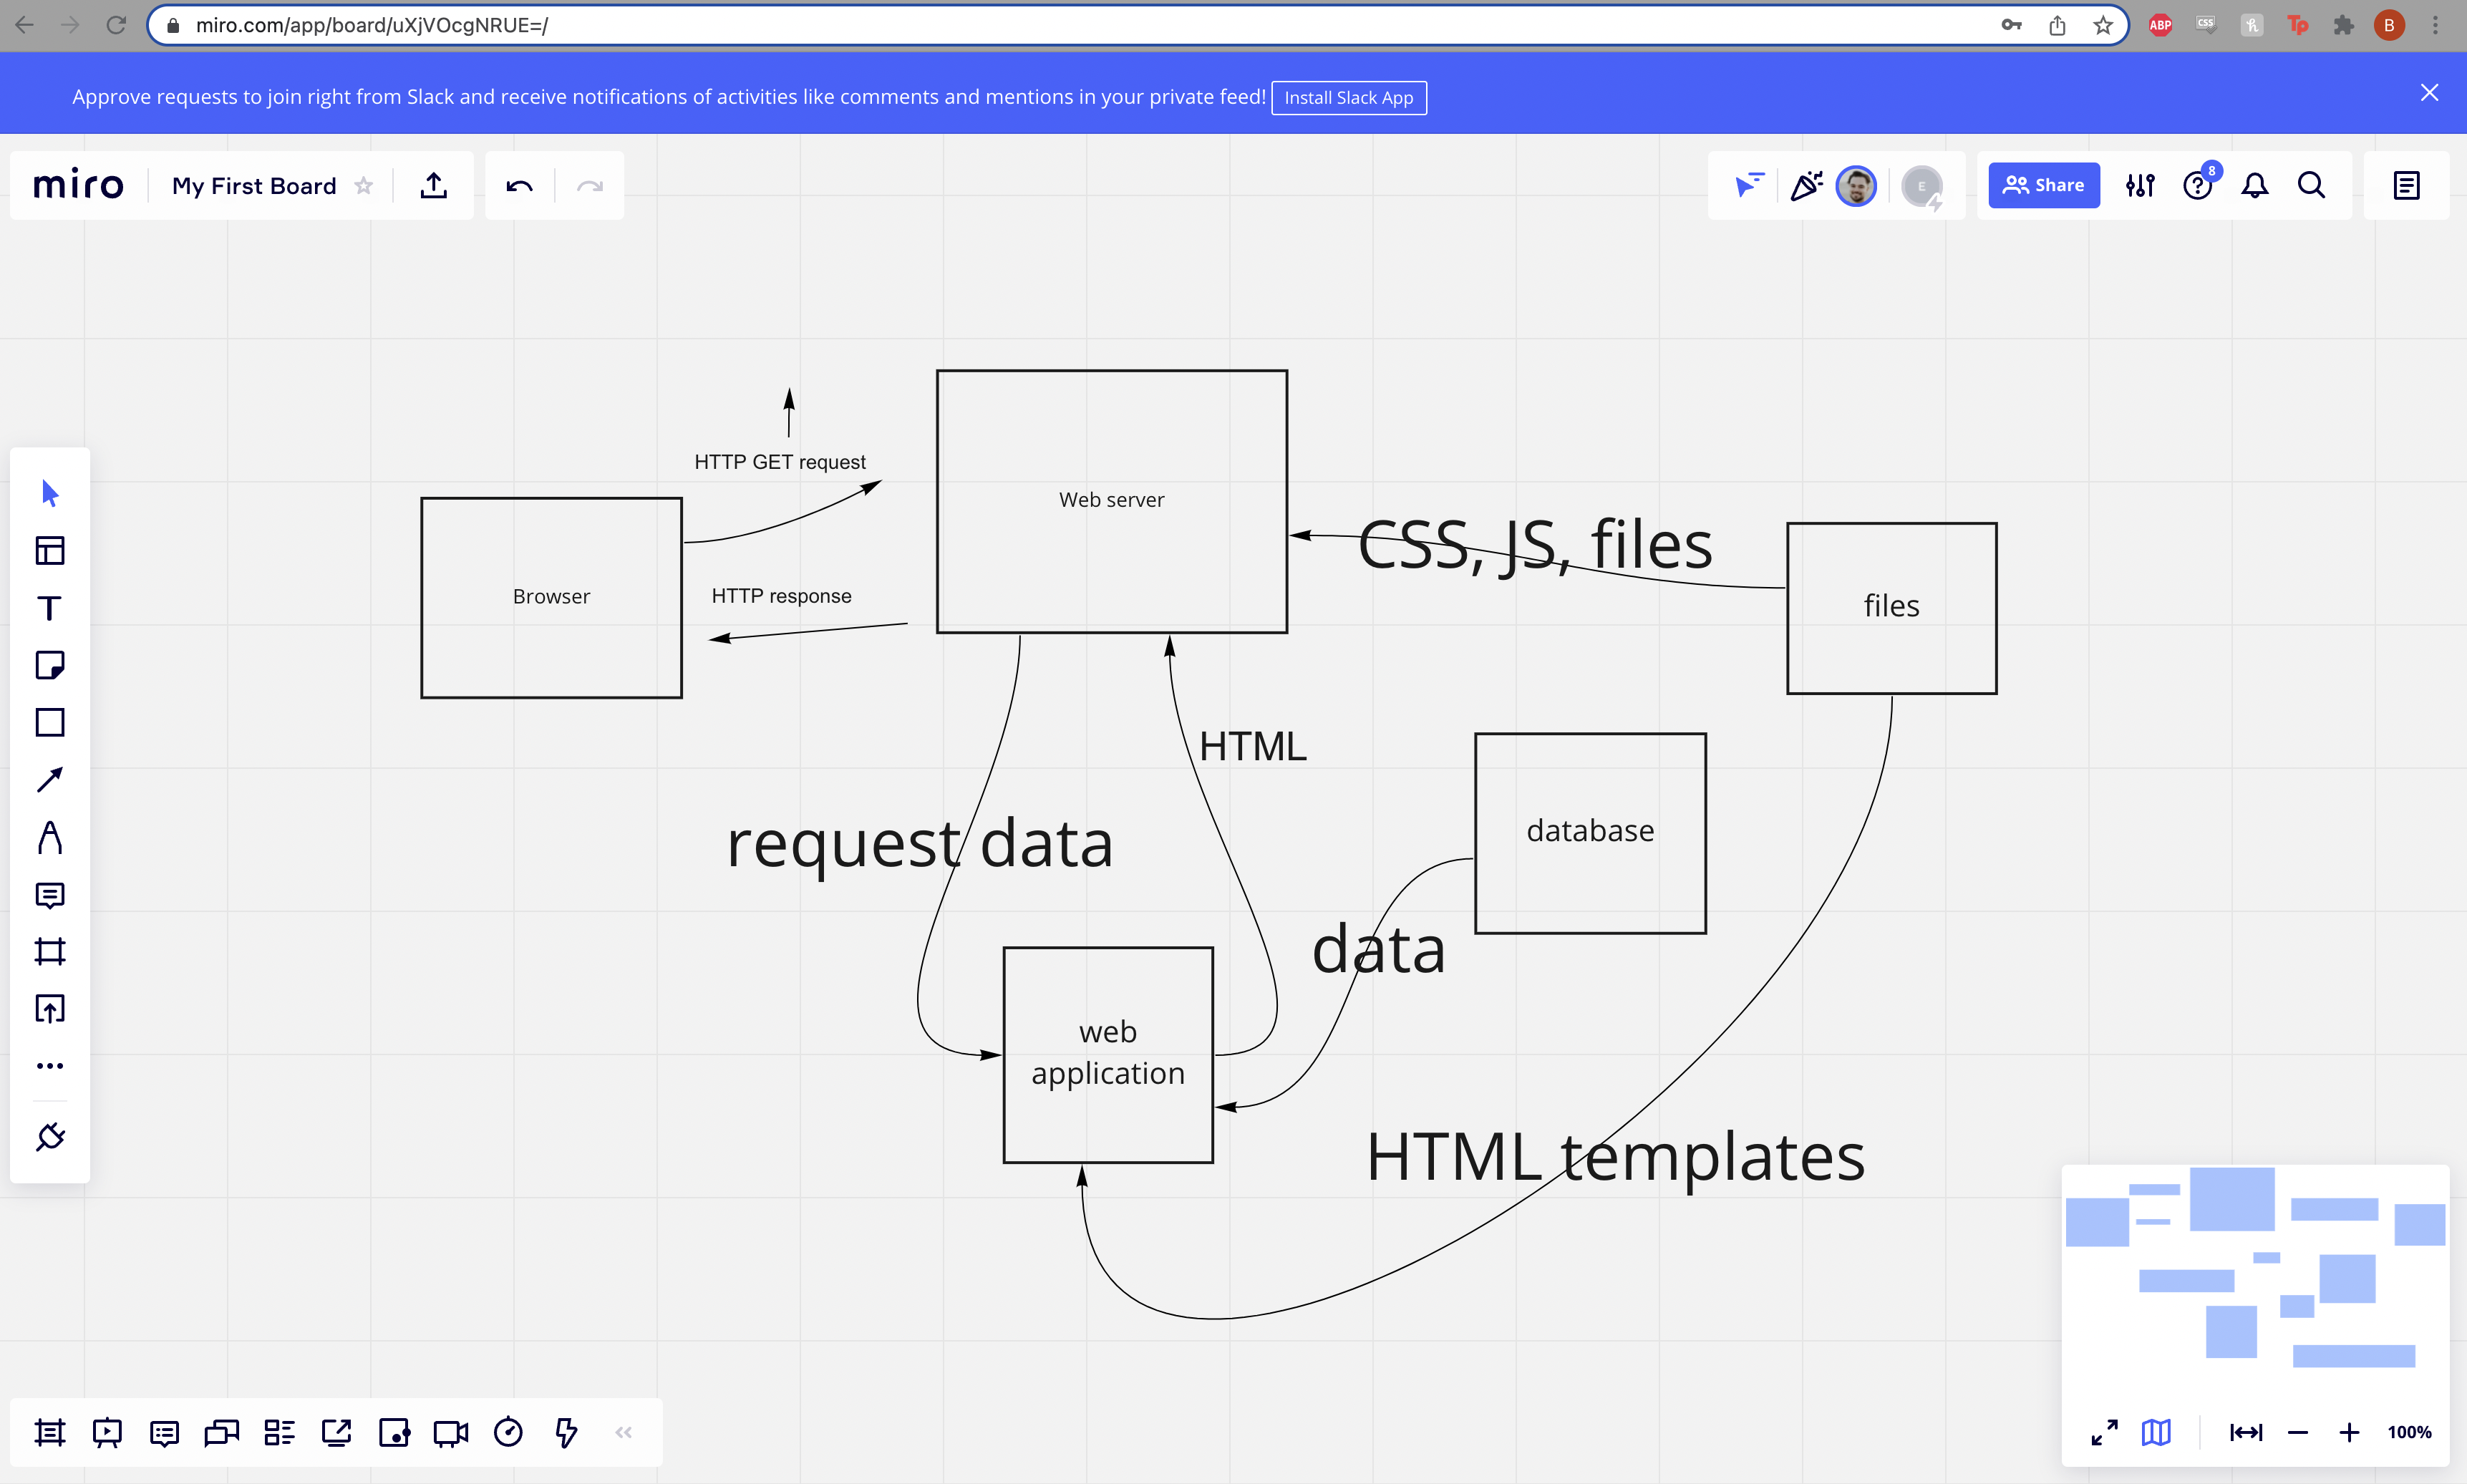 miro.com/app/board/uXjVOcgNRUE=/
ABP
CSS
h
Tp
B
Approve requests to join right from Slack and receive notifications of activities like comments and mentions in your private feed! Install Slack App
miro
My First Board
E
Share
8
HTTP GET request
Web server
CSS, JS, files
Browser
HTTP response
files
HTML
database
request data
data
web
application
HTML templates
100%